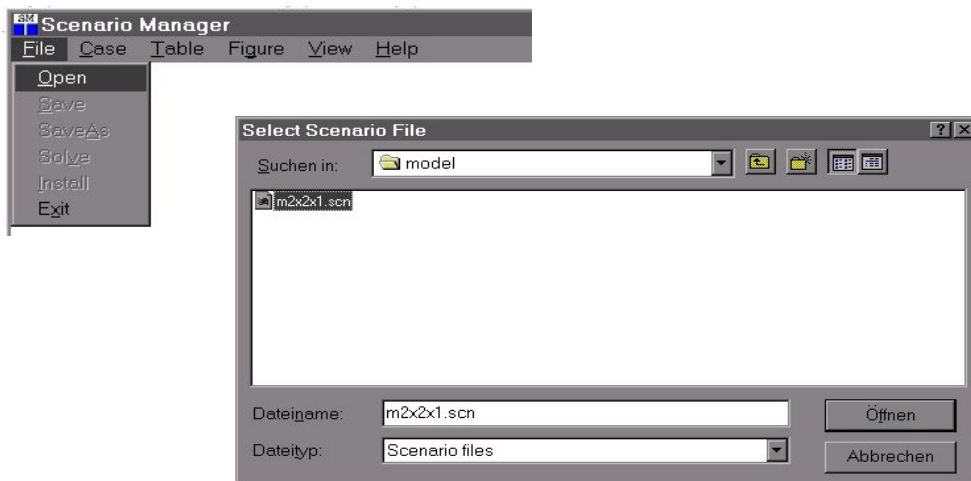 SM Scenario Manager
File Case Table Figure View Help
Open
Save
SaveAs
Solve
Install
Exit
Select Scenario File
Suchen in: model
m2x2x1.scn
Dateiname: m2x2x1.scn Öffnen
Dateityp: Scenario files Abbrechen